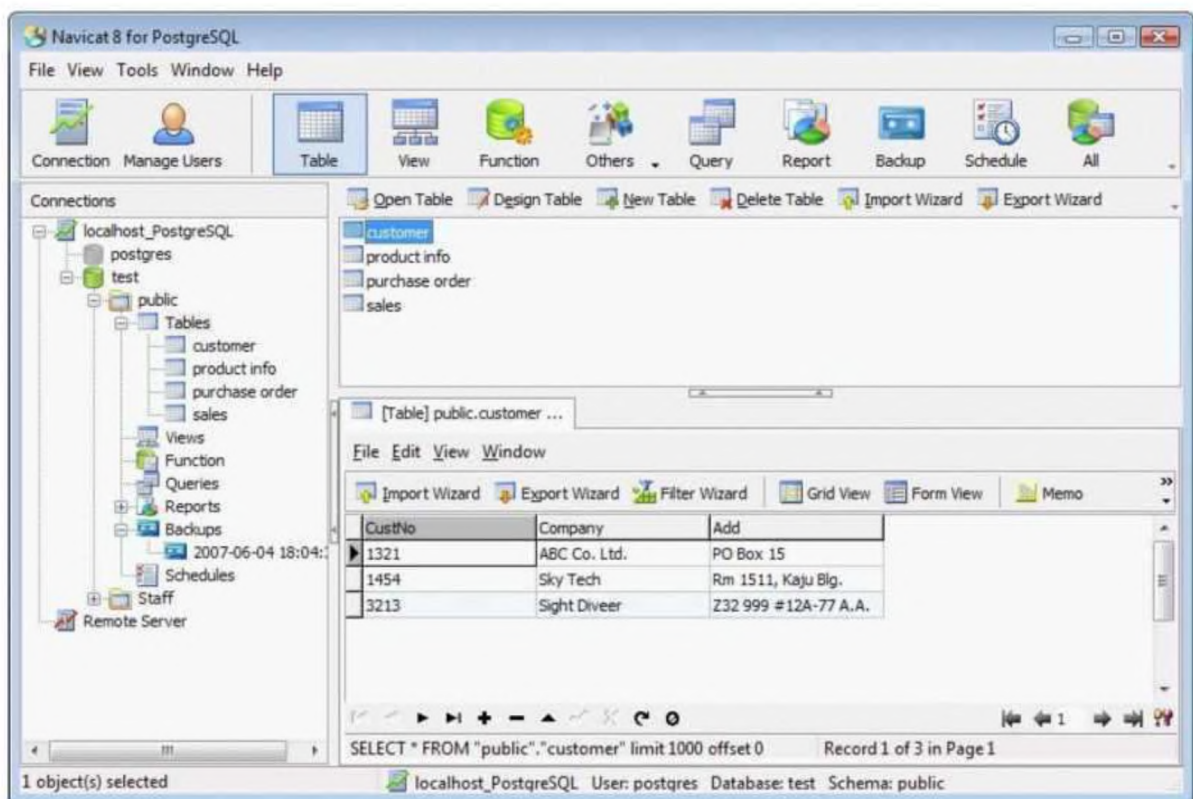 Navicat 8 for PostgreSQL
File View Tools Window Help
Connection Manage Users Table View Function Others Query Report Backup Schedule All
Connections
localhost_PostgreSQL
postgres
test
public
Tables
customer
product info
purchase order
sales
Views
Function
Queries
Reports
Backups
2007-06-04 18:04:
Schedules
Staff
Remote Server
Open Table Design Table New Table Delete Table Import Wizard Export Wizard
customer
product info
purchase order
sales
[Table] public.customer ...
File Edit View Window
Import Wizard Export Wizard Filter Wizard Grid View Form View Memo
CustNo Company Add
1321 ABC Co. Ltd. PO Box 15
1454 Sky Tech Rm 1511, Kaju Blg.
3213 Sight Diveer Z32 999 #12A-77 A.A.
1
SELECT * FROM "public"."customer" limit 1000 offset 0 Record 1 of 3 in Page 1
1 object(s) selected localhost_PostgreSQL User: postgres Database: test Schema: public